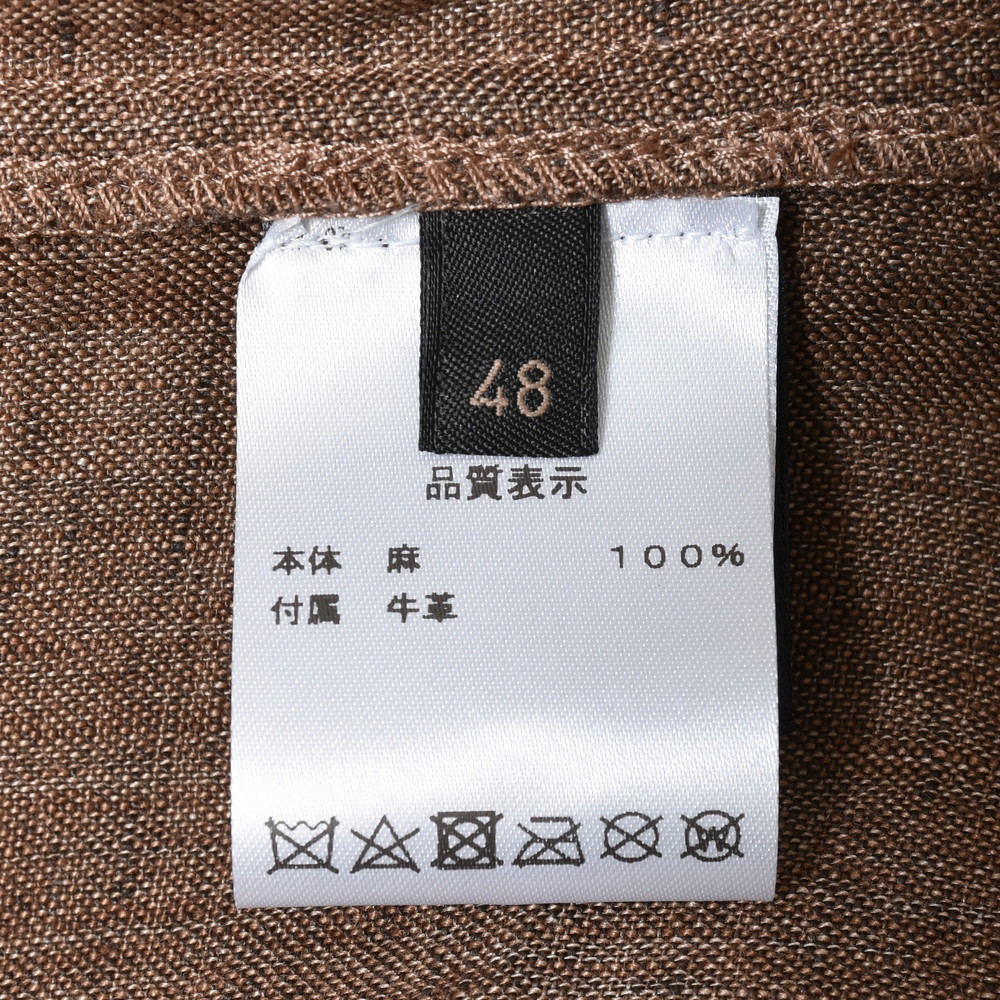 48
品質表示
本体 麻 100%
付属 牛革